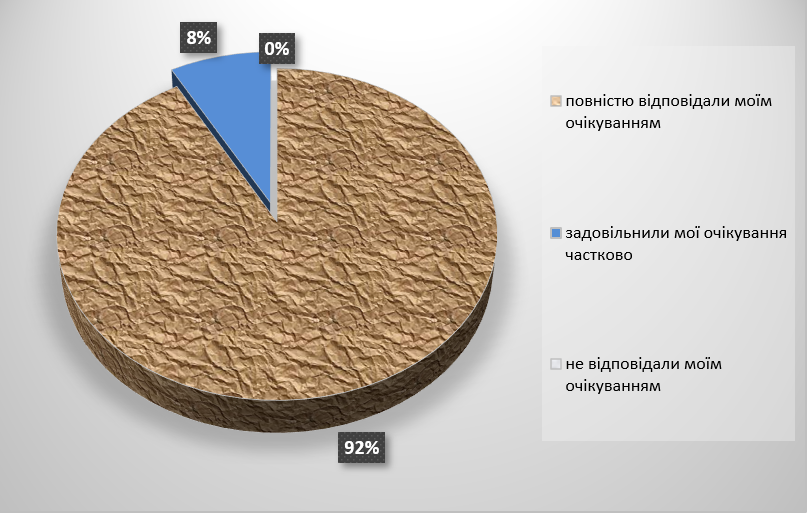 8%
0%
повністю відповідали моїм
очікуванням
задовільнили мої очікування
частково
не відповідали моїм
очікуванням
92%